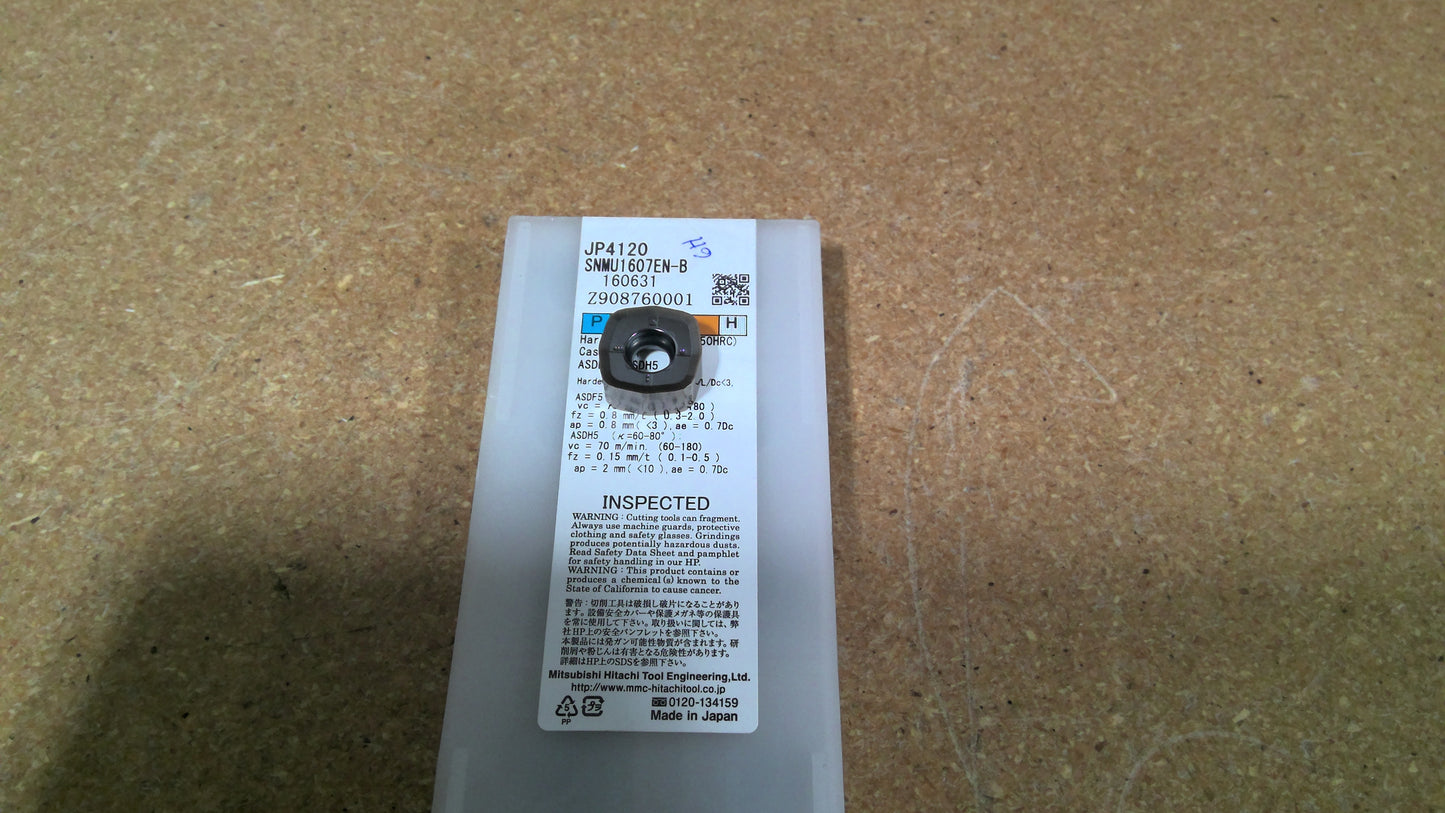 JP4120
H9
SNMU1607EN-B
160631
Z908760001
P H
50HRC)
Cas
SDH5
Harde /L/Dc<3,
ASDF5
vc =
fz = 0.8 mm/t ( 0.3-2.0 )
ap = 0.8 mm( <3 ),ae = 0.7Dc
ASDH5 (κ=60-80°):
vc = 70 m/min. (60-180)
fz = 0.15 mm/t ( 0.1-0.5 )
ap = 2 mm( <10 ),ae = 0.7Dc
INSPECTED
WARNING : Cutting tools can fragment.
Always use machine guards, protective
clothing and safety glasses. Grindings
produces potentially hazardous dusts.
Read Safety Data Sheet and pamphlet
for safety handling in our HP.
WARNING : This product contains or
produces a chemical (s) known to the
State of California to cause cancer.
警告：切削工具は破損し破片になることがあり
ます。設備安全カバーや保護メガネ等の保護具
を常に使用して下さい。取り扱いに関しては、弊
社HP上の安全パンフレットを参照下さい。
本製品には発ガン可能性物質が含まれます。研
削屑や粉じんは有害となる危険性があります。
詳細はHP上のSDSを参照下さい。
Mitsubishi Hitachi Tool Engineering,Ltd.
http://www.mmc-hitachitool.co.jp
5 プラ 0120-134159
PP Made in Japan